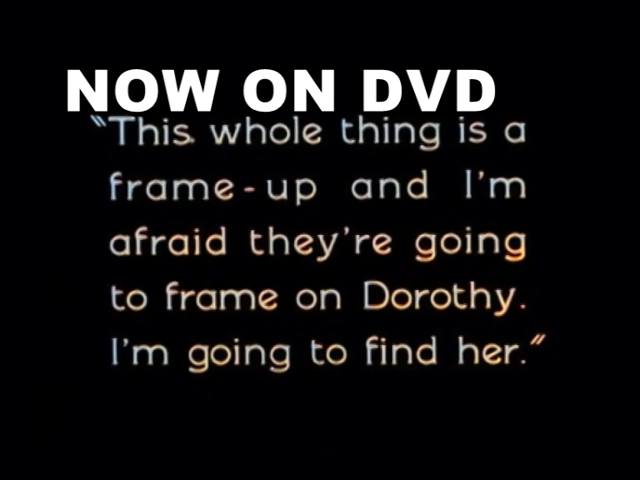 NOW ON DVD
"This whole thing is a
frame-up and I'm
afraid they're going
to frame on Dorothy.
I'm going to find her."